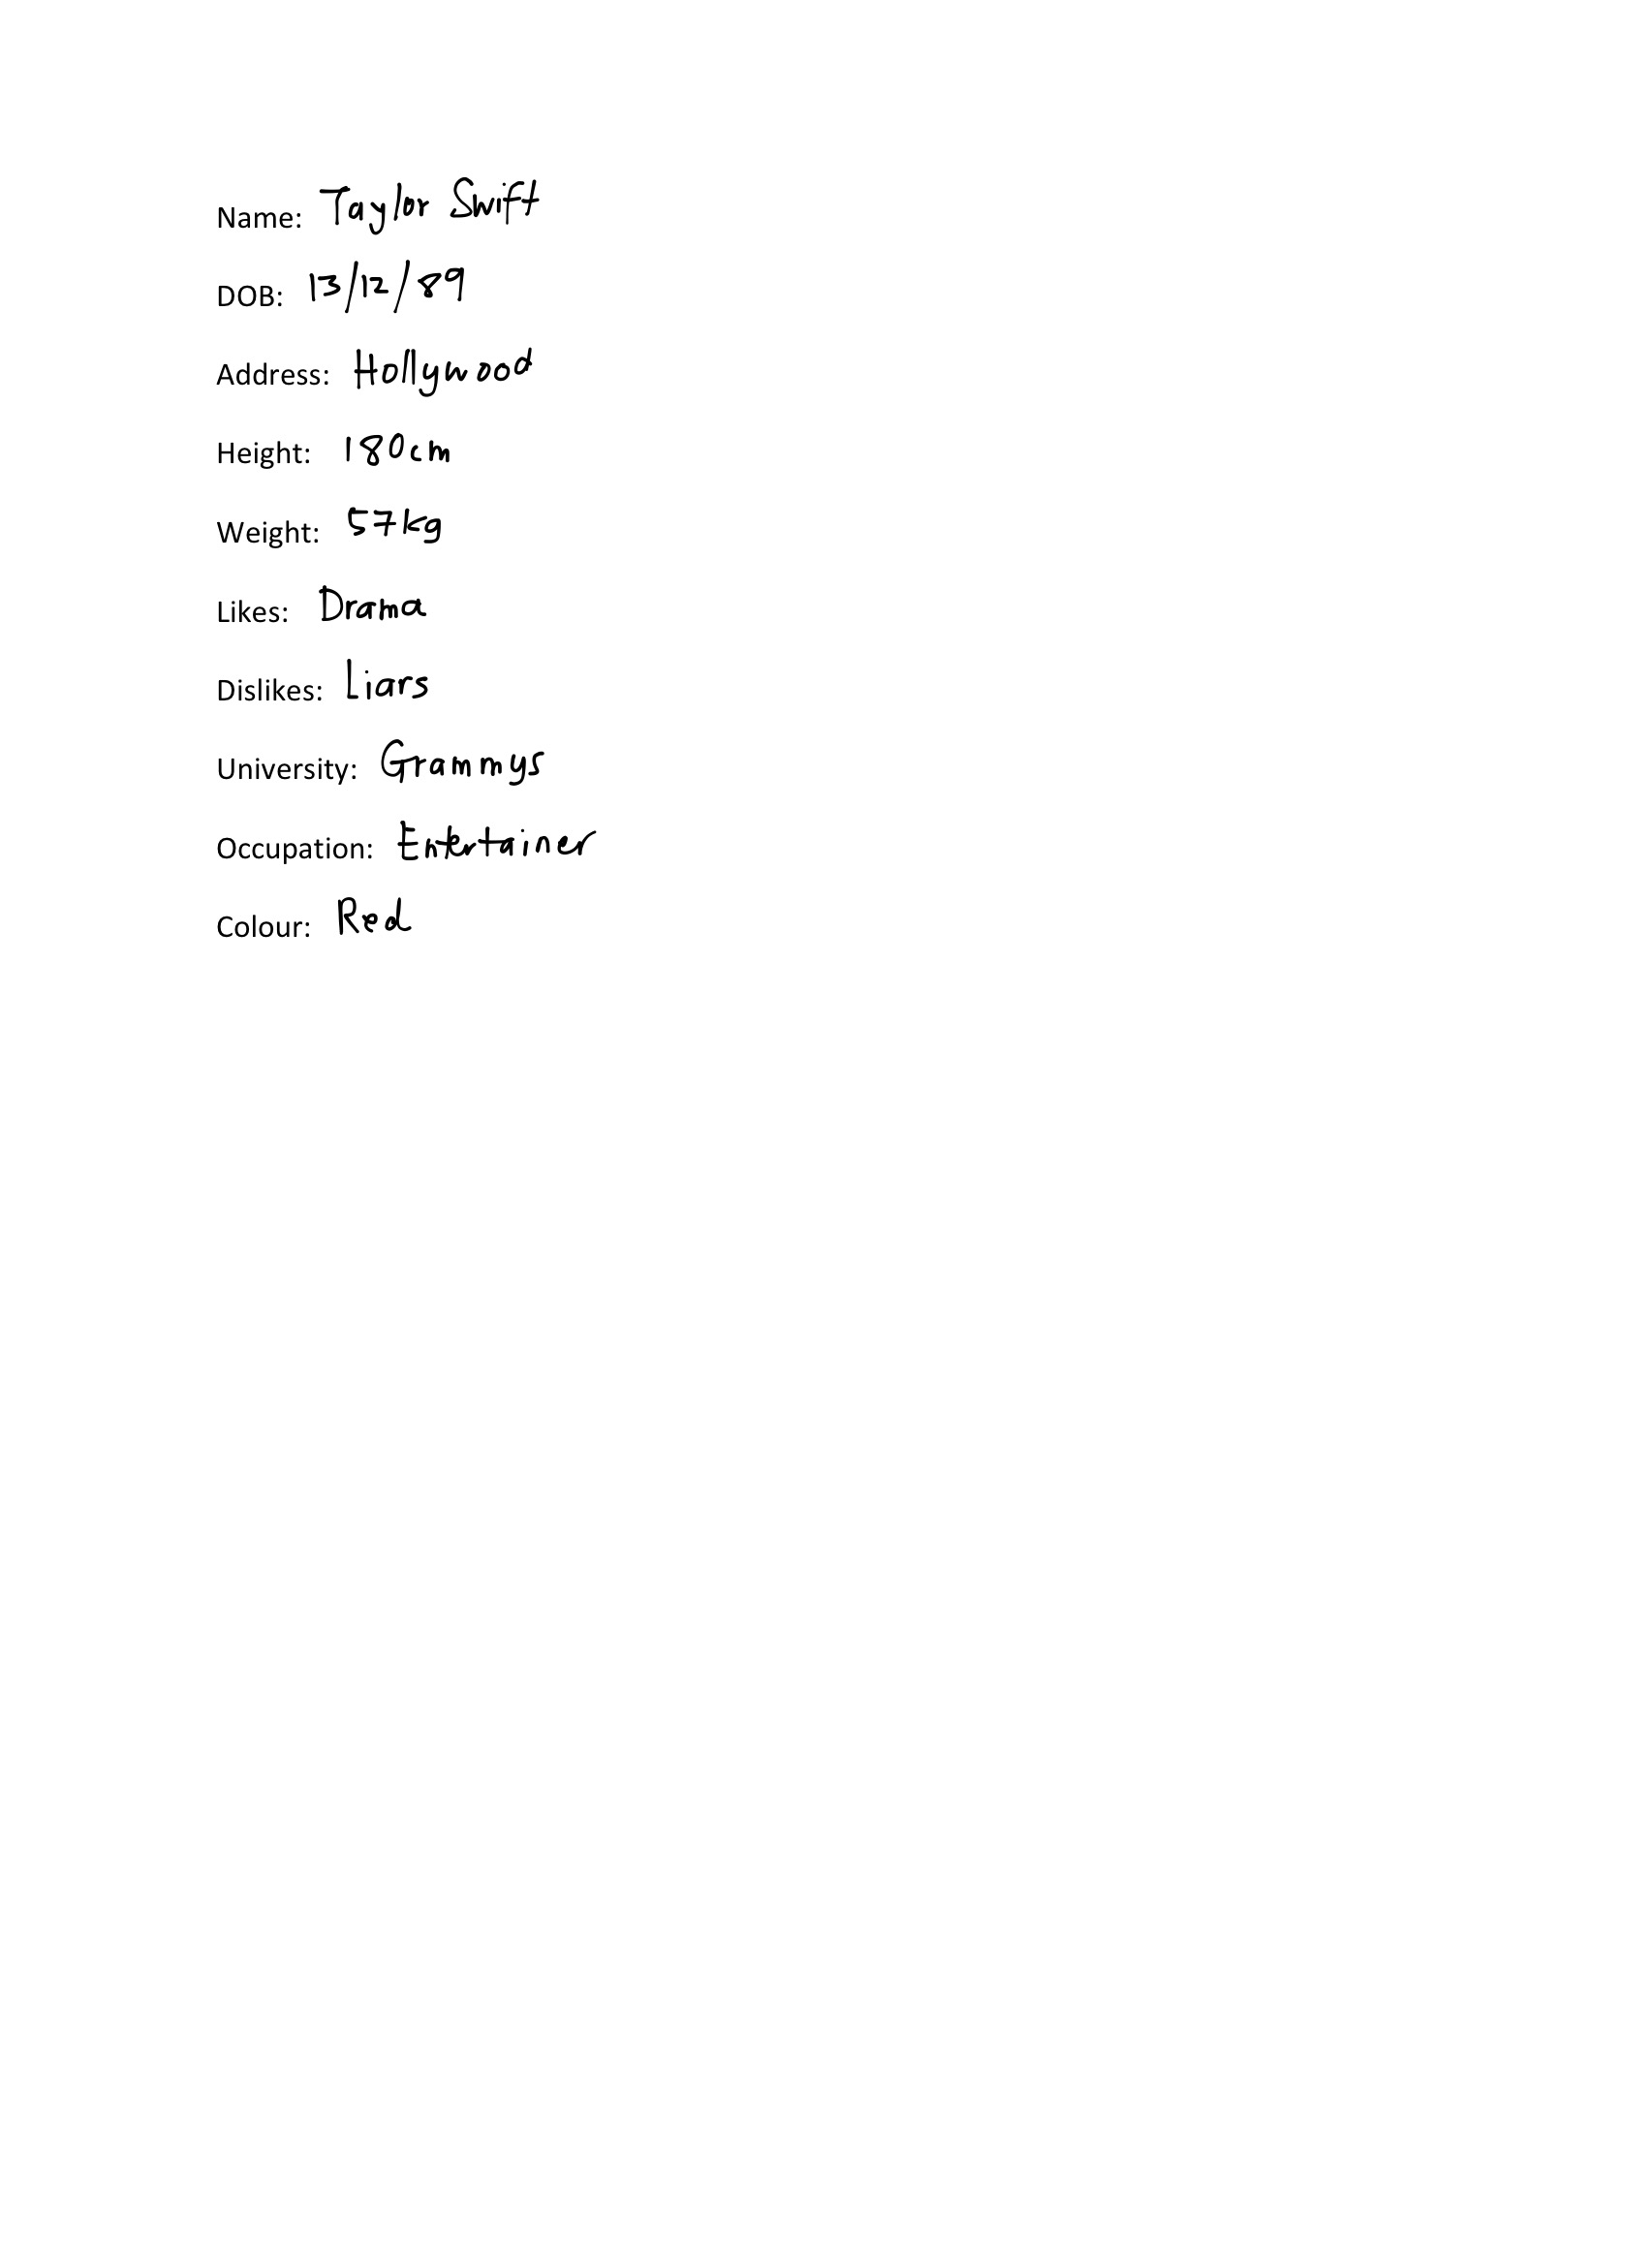 Name: Taylor Swift
DOB: 13/12/89
Address: Hollywood
Height: 180cm
Weight: 57kg
Likes: Drama
Dislikes: Liars
University: Grammys
Occupation: Entertainer
Colour: Red